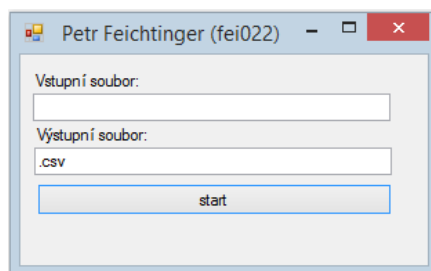 Petr Feichtinger (fei022)
Vstupní soubor:
Výstupní soubor:
.csv
start